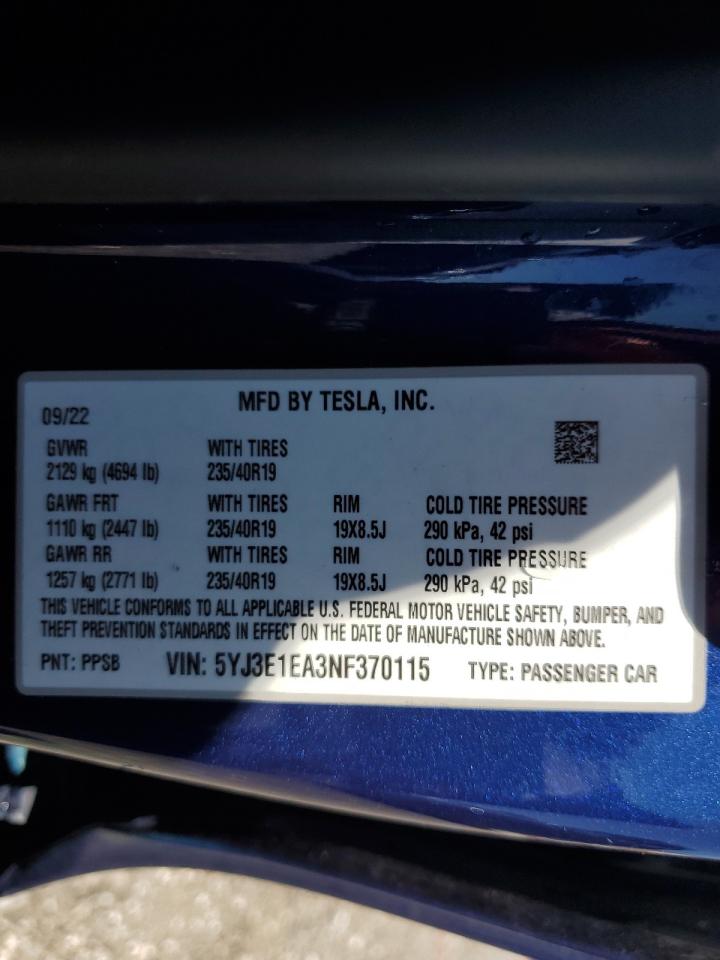 MFD BY TESLA, INC.
09/22
GVWR WITH TIRES
2129 kg (4694 lb) 235/40R19
GAWR FRT WITH TIRES RIM COLD TIRE PRESSURE
1110 kg (2447 lb) 235/40R19 19X8.5J 290 kPa, 42 psi
GAWR RR WITH TIRES RIM COLD TIRE PRESSURE
1257 kg (2771 lb) 235/40R19 19X8.5J 290 kPa, 42 psi
THIS VEHICLE CONFORMS TO ALL APPLICABLE U.S. FEDERAL MOTOR VEHICLE SAFETY, BUMPER, AND
THEFT PREVENTION STANDARDS IN EFFECT ON THE DATE OF MANUFACTURE SHOWN ABOVE.
PNT: PPSB VIN: 5YJ3E1EA3NF370115 TYPE: PASSENGER CAR